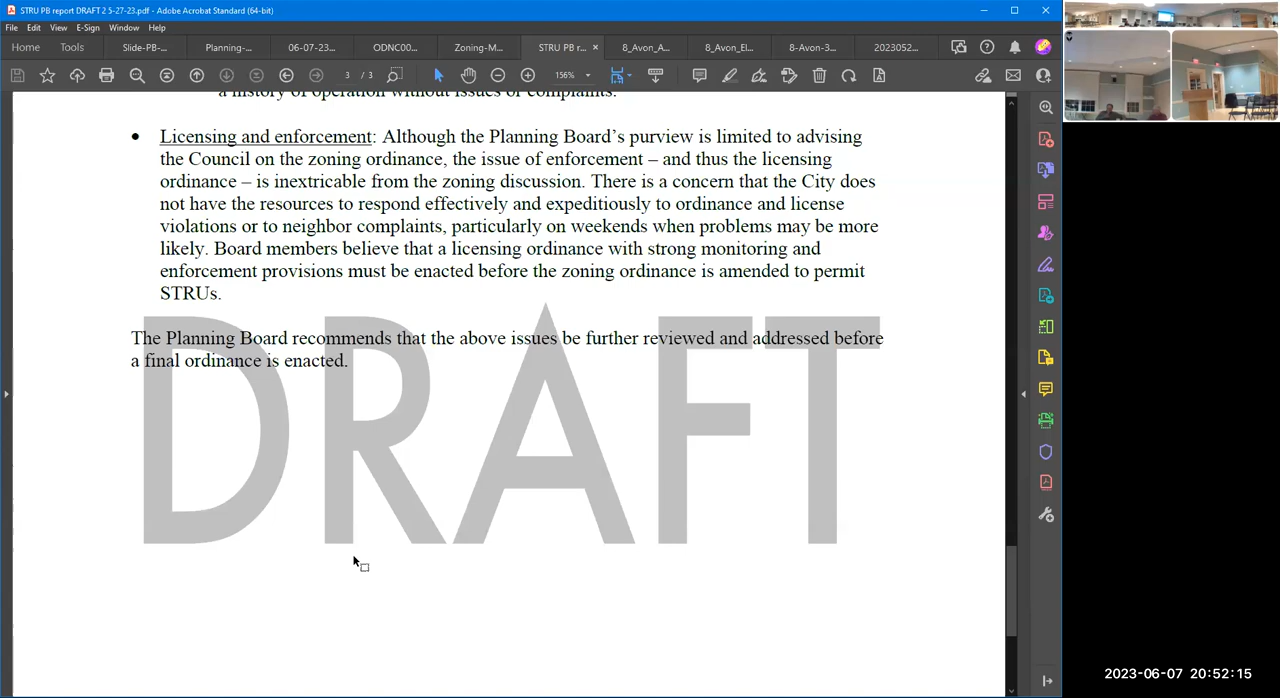 STRU PB report DRAFT 2 5-27-23.pdf - Adobe Acrobat Standard (64-bit)
File Edit View E-Sign Window Help
Home Tools Slide-PB-... Planning-... 06-07-23... ODNC00... Zoning-M... STRU PB r... × 8_Avon_A... 8_Avon_El... 8-Avon-3... 2023052...
3 / 3 156%
a history of operation without issues or complaints.
• Licensing and enforcement: Although the Planning Board’s purview is limited to advising
the Council on the zoning ordinance, the issue of enforcement – and thus the licensing
ordinance – is inextricable from the zoning discussion. There is a concern that the City does
not have the resources to respond effectively and expeditiously to ordinance and license
violations or to neighbor complaints, particularly on weekends when problems may be more
likely. Board members believe that a licensing ordinance with strong monitoring and
enforcement provisions must be enacted before the zoning ordinance is amended to permit
STRUs.
The Planning Board recommends that the above issues be further reviewed and addressed before
a final ordinance is enacted.
DRAFT
2023-06-07 20:52:15